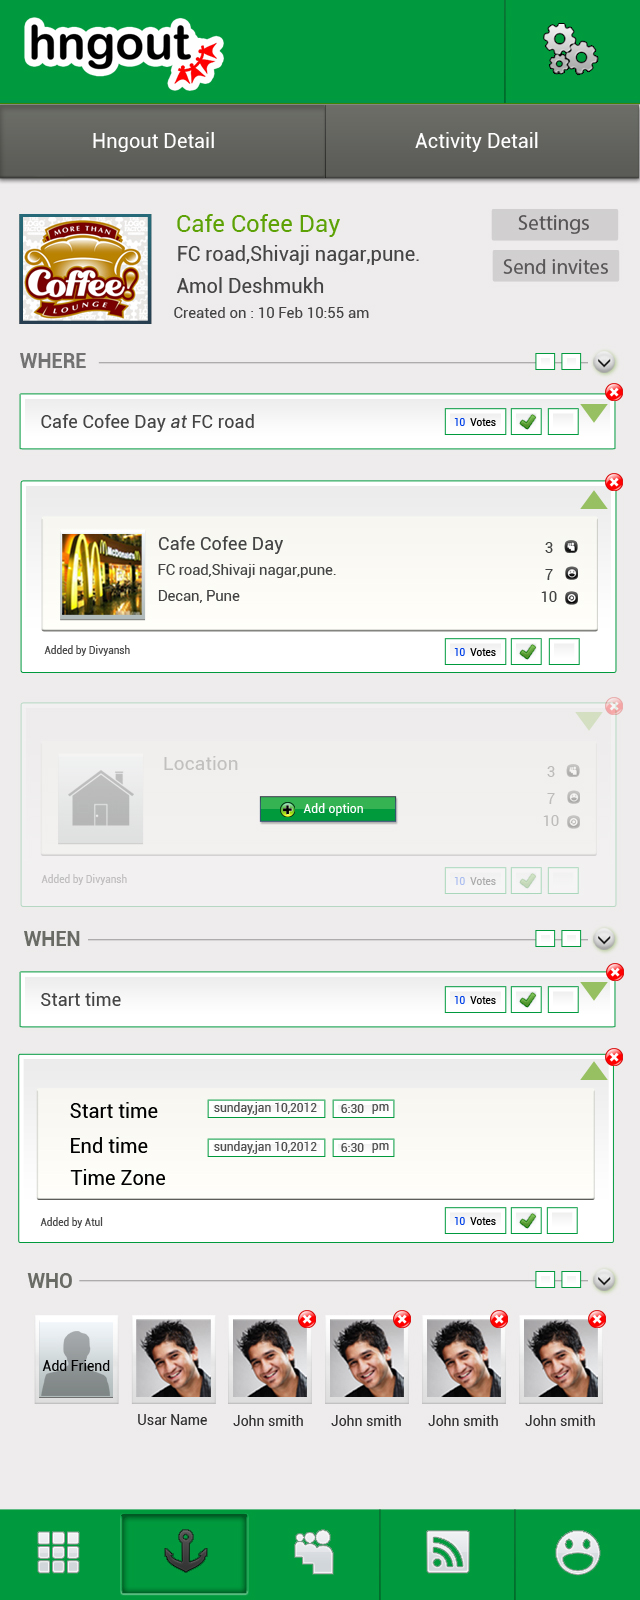 hngout
Hngout Detail
Activity Detail
MORE THAN
Coffee!
LOUNGE
Cafe Cofee Day
FC road,Shivaji nagar,pune.
Amol Deshmukh
Created on : 10 Feb 10:55 am
Settings
Send invites
WHERE
Cafe Cofee Day at FC road
10 Votes
Cafe Cofee Day
FC road,Shivaji nagar,pune.
Decan, Pune
3
7
10
McDonald's
Added by Divyansh
10 Votes
Location
3
7
10
Add option
Added by Divyansh
10 Votes
WHEN
Start time
10 Votes
Start time
sunday,jan 10,2012
6:30 pm
End time
sunday,jan 10,2012
6:30 pm
Time Zone
Added by Atul
10 Votes
WHO
Add Friend
Usar Name
John smith
John smith
John smith
John smith